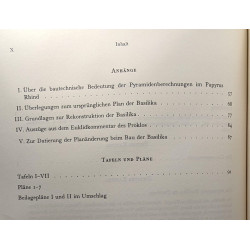 X
Inhalt
ANHÄNGE
I. Über die bautechnische Bedeutung der Pyramidenberechnungen im Papyrus
Rhind 57
II. Überlegungen zum ursprünglichen Plan der Basilika
III. Grundlagen zur Rekonstruktion der Basilika
IV. Auszüge aus dem Euklidkommentar des Proklos 64
V. Zur Datierung der Planänderung beim Bau der Basilika
TAFELN UND PLÄNE
Tafeln I–VII
Pläne 1–7
Beilagepläne I und II im Umschlag